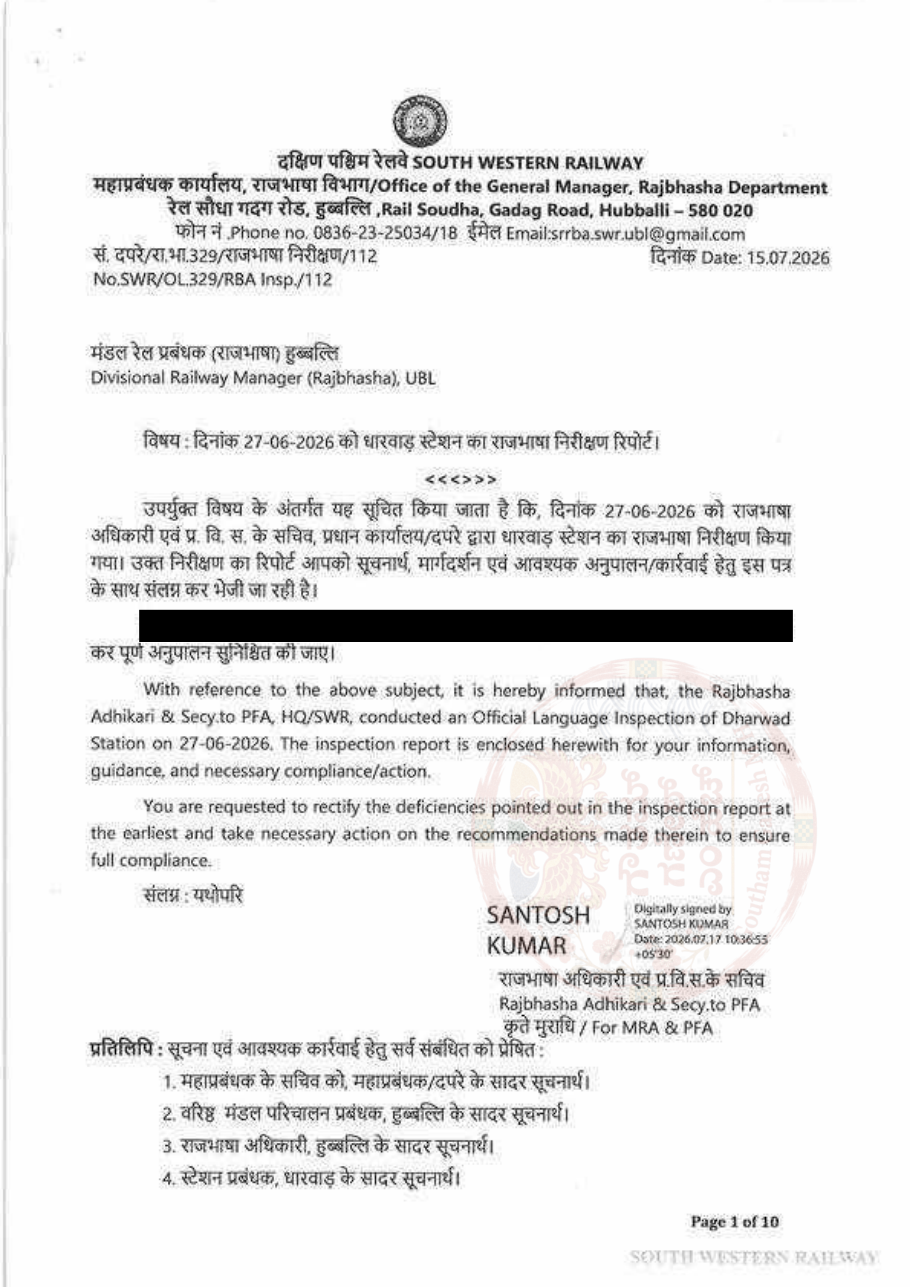 दक्षिण पश्चिम रेलवे SOUTH WESTERN RAILWAY
महाप्रबंधक कार्यालय, राजभाषा विभाग/Office of the General Manager, Rajbhasha Department
रेल सौधा गदग रोड, हुब्बल्लि ,Rail Soudha, Gadag Road, Hubballi – 580 020
फोन नं .Phone no. 0836-23-25034/18 ईमेल Email:srrba.swr.ubl@gmail.com
सं. दपरे/रा.भा.329/राजभाषा निरीक्षण/112 दिनांक Date: 15.07.2026
No.SWR/OL.329/RBA Insp./112
मंडल रेल प्रबंधक (राजभाषा) हुब्बल्लि
Divisional Railway Manager (Rajbhasha), UBL
विषय : दिनांक 27-06-2026 को धारवाड़ स्टेशन का राजभाषा निरीक्षण रिपोर्ट।
<<<>>>
उपर्युक्त विषय के अंतर्गत यह सूचित किया जाता है कि, दिनांक 27-06-2026 को राजभाषा
अधिकारी एवं प्र. वि. स. के सचिव, प्रधान कार्यालय/दपरे द्वारा धारवाड़ स्टेशन का राजभाषा निरीक्षण किया
गया। उक्त निरीक्षण का रिपोर्ट आपको सूचनार्थ, मार्गदर्शन एवं आवश्यक अनुपालन/कार्रवाई हेतु इस पत्र
के साथ संलग्न कर भेजी जा रही है।
कर पूर्ण अनुपालन सुनिश्चित की जाए।
With reference to the above subject, it is hereby informed that, the Rajbhasha
Adhikari & Secy.to PFA, HQ/SWR, conducted an Official Language Inspection of Dharwad
Station on 27-06-2026. The inspection report is enclosed herewith for your information,
guidance, and necessary compliance/action.
You are requested to rectify the deficiencies pointed out in the inspection report at
the earliest and take necessary action on the recommendations made therein to ensure
full compliance.
संलग्न : यथोपरि
SANTOSH
KUMAR
Digitally signed by
SANTOSH KUMAR
Date: 2026.07.17 10:36:55
+05'30'
राजभाषा अधिकारी एवं प्र.वि.स.के सचिव
Rajbhasha Adhikari & Secy.to PFA
कृते मुराधि / For MRA & PFA
प्रतिलिपि : सूचना एवं आवश्यक कार्रवाई हेतु सर्व संबंधित को प्रेषित :
1. महाप्रबंधक के सचिव को, महाप्रबंधक/दपरे के सादर सूचनार्थ।
2. वरिष्ठ मंडल परिचालन प्रबंधक, हुब्बल्लि के सादर सूचनार्थ।
3. राजभाषा अधिकारी, हुब्बल्लि के सादर सूचनार्थ।
4. स्टेशन प्रबंधक, धारवाड़ के सादर सूचनार्थ।
Page 1 of 10
SOUTH WESTERN RAILWAY